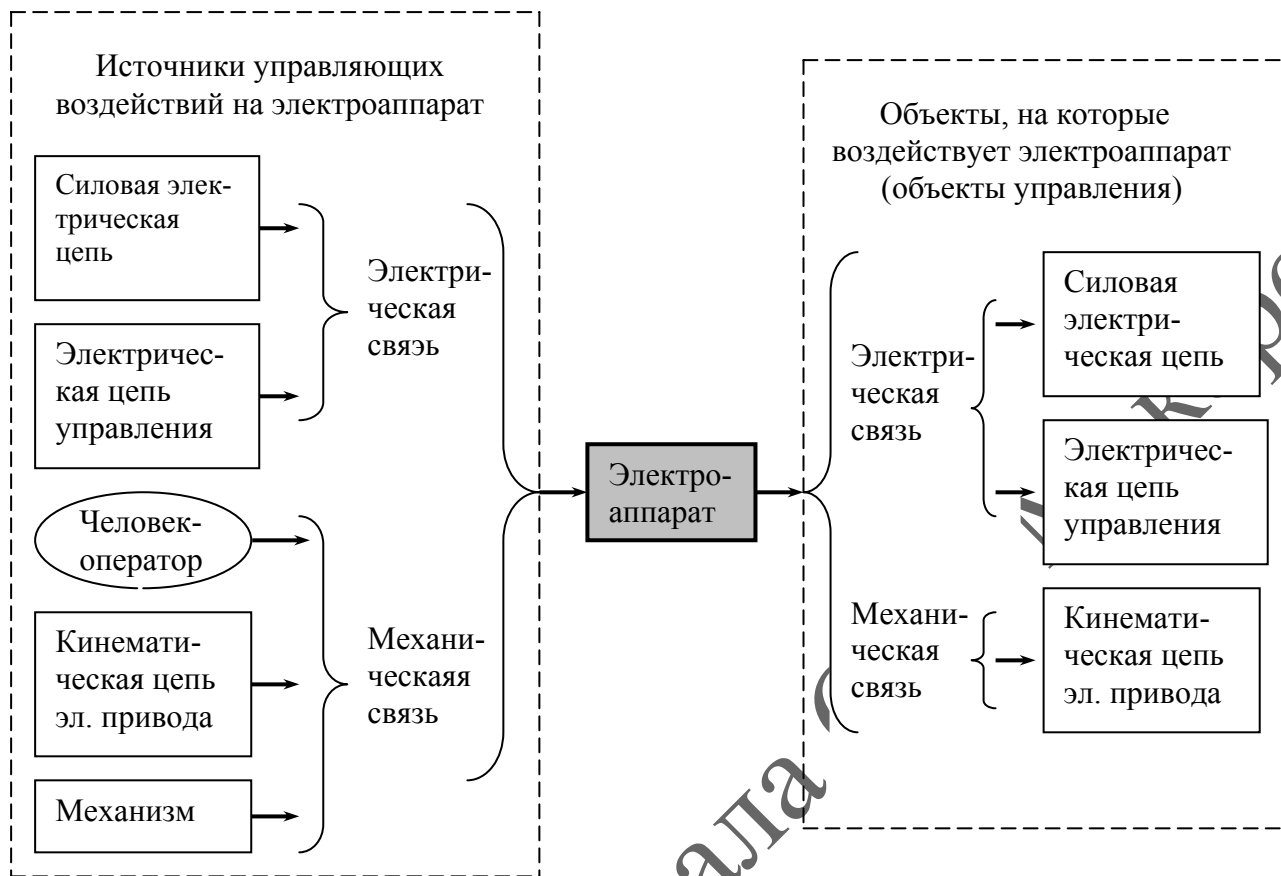 Источники управляющих
воздействий на электроаппарат
Силовая элек-
трическая
цепь
Электричес-
кая цепь
управления
Электри-
ческая
свяэь
Человек-
оператор
Кинемати-
ческая цепь
эл. привода
Механизм
Механи-
ческаяя
связь
Электро-
аппарат
Объекты, на которые
воздействует электроаппарат
(объекты управления)
Электри-
ческая
связь
Силовая
электри-
ческая цепь
Электричес-
кая цепь
управления
Механи-
ческая
связь
Кинемати-
ческая цепь
эл. привода